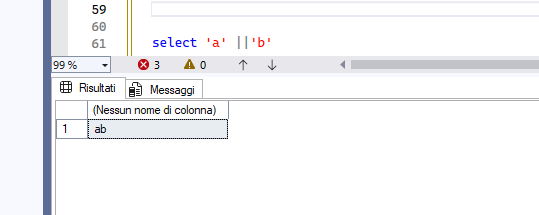 59
60
61 select 'a' ||'b'
99 % 3 0
Risultati Messaggi
(Nessun nome di colonna)
1 ab